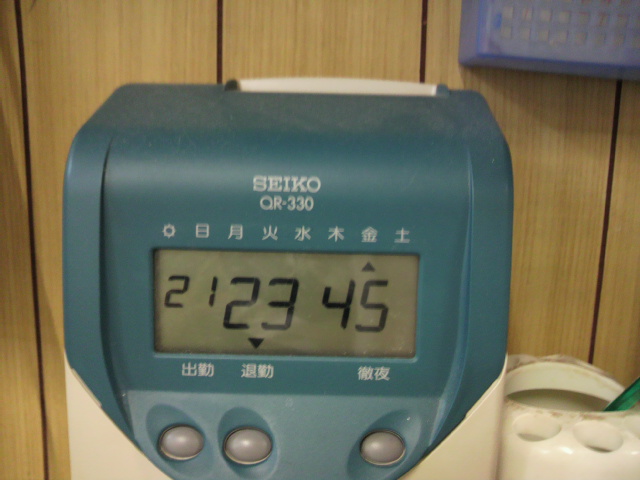 SEIKO
QR-330
日 月 火 水 木 金 土
21 23 45
出勤 退勤 徹夜